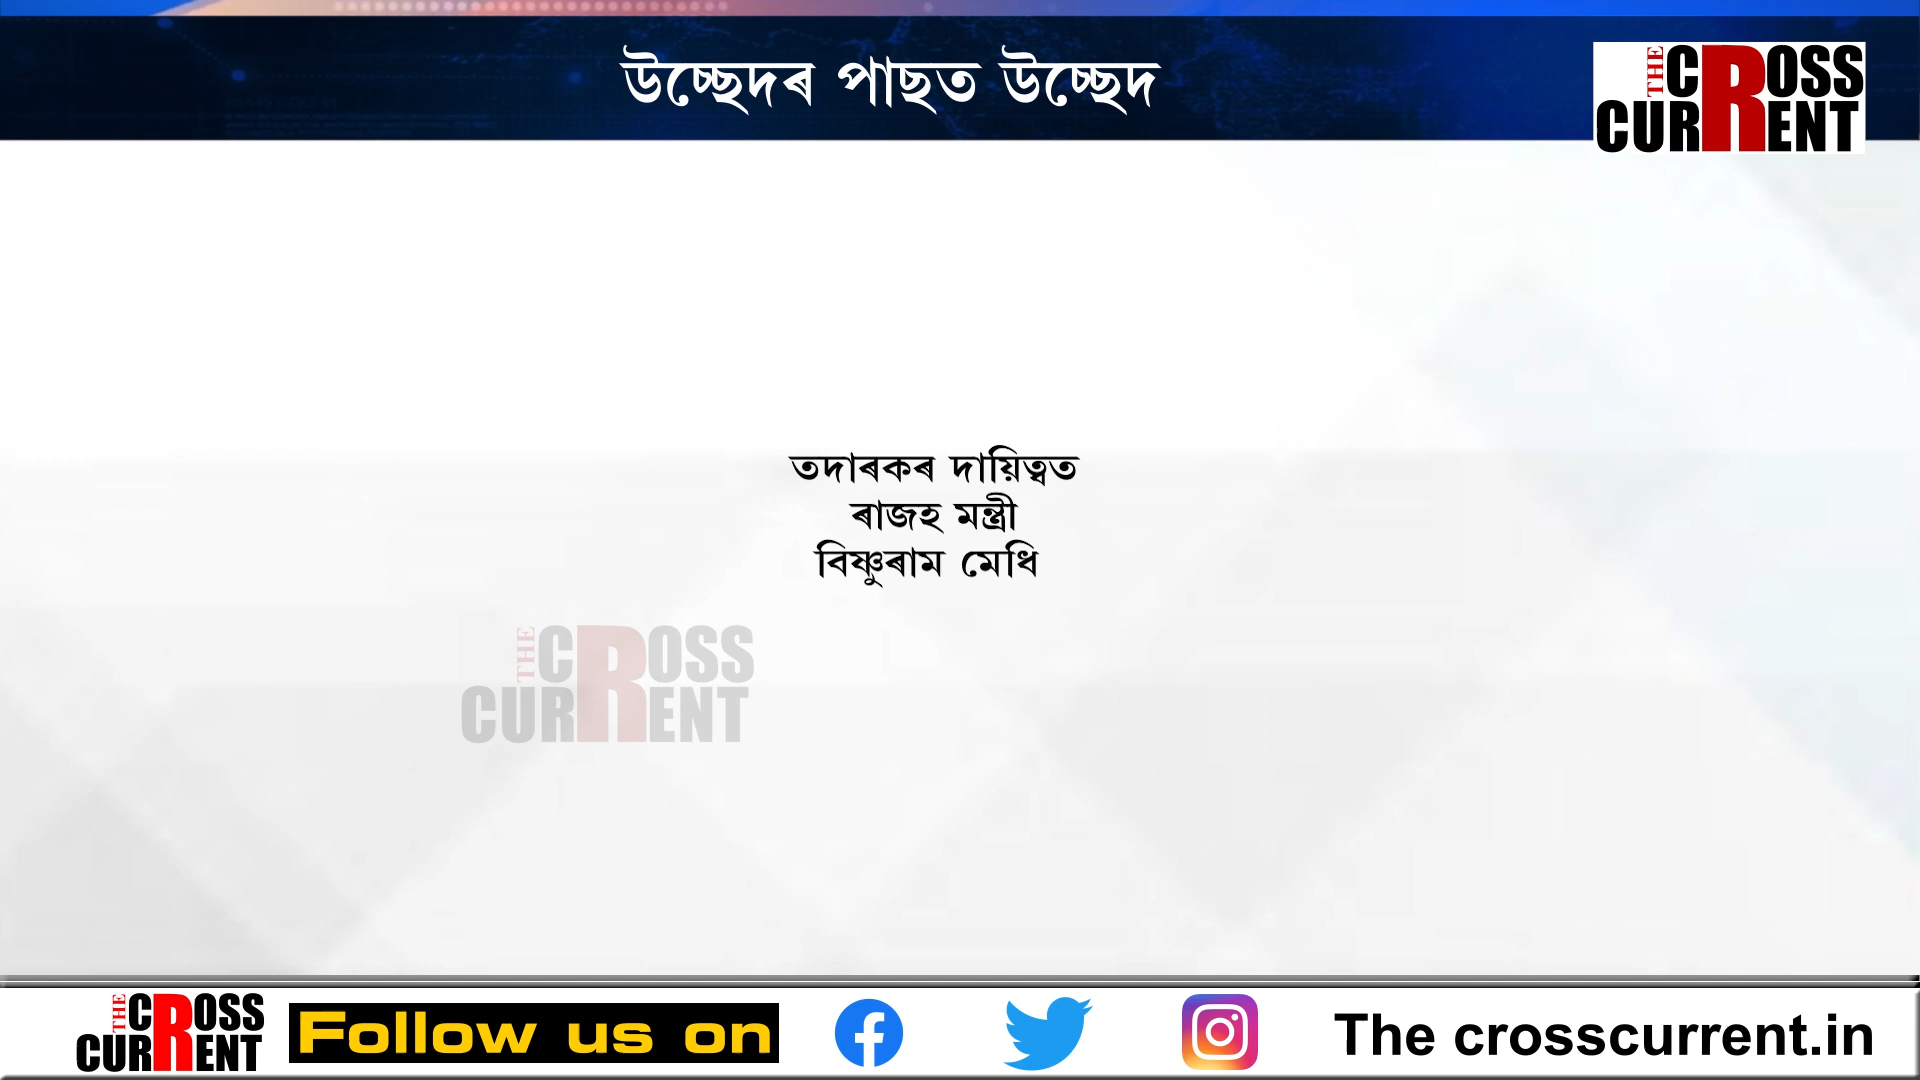 উচ্ছেদৰ পাছত উচ্ছেদ
THE CROSS CURRENT
তদাৰকৰ দায়িত্বত
ৰাজহ মন্ত্ৰী
বিষ্ণুৰাম মেধি
THE CROSS CURRENT
THE CROSS CURRENT
Follow us on
The crosscurrent.in